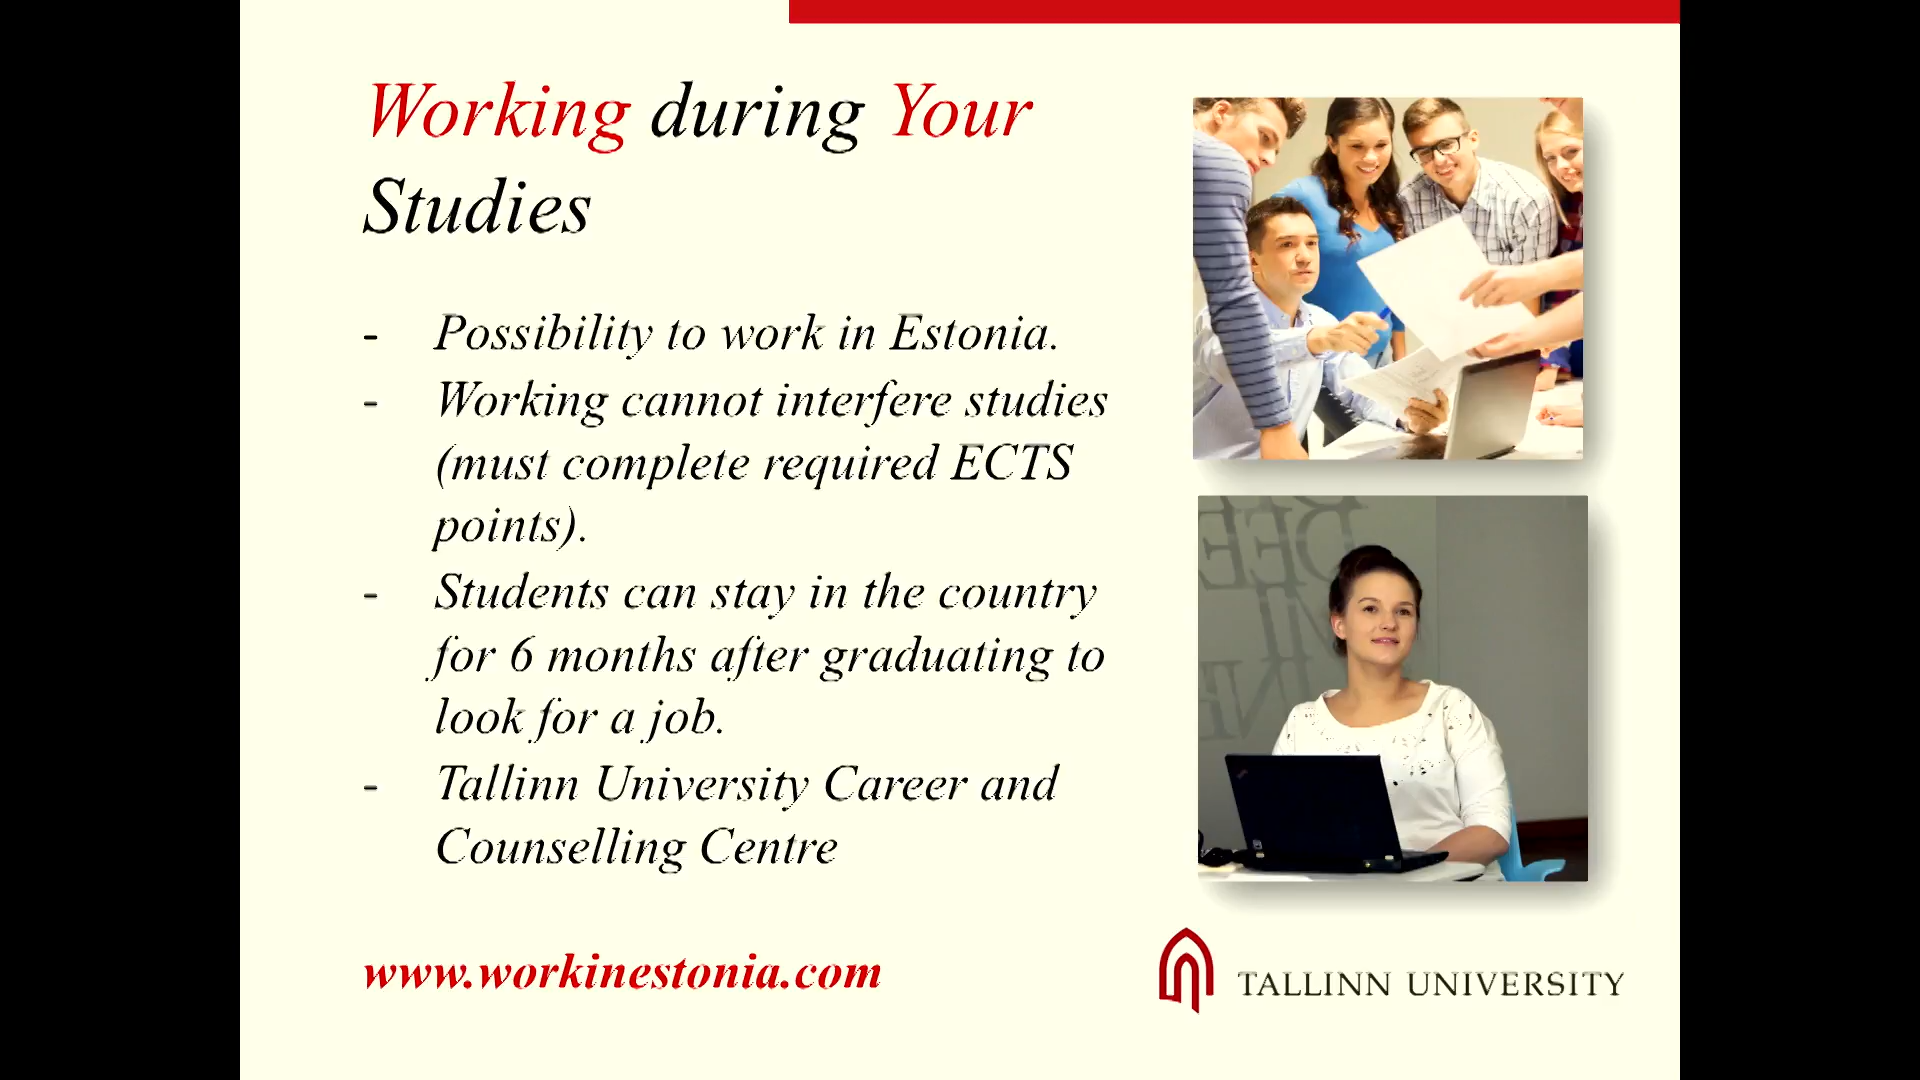 Working during Your
Studies
- Possibility to work in Estonia.
- Working cannot interfere studies
(must complete required ECTS
points).
- Students can stay in the country
for 6 months after graduating to
look for a job.
- Tallinn University Career and
Counselling Centre
www.workinestonia.com
TALLINN UNIVERSITY